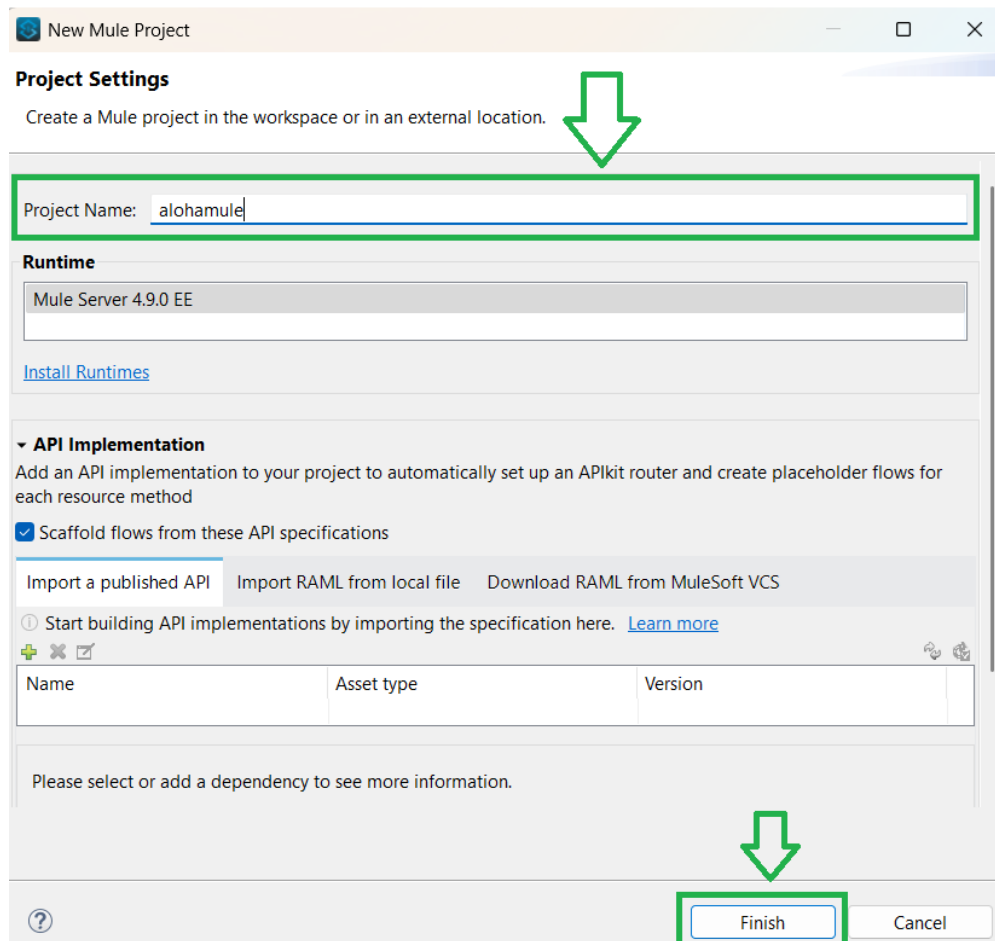 New Mule Project
Project Settings
Create a Mule project in the workspace or in an external location.
Project Name: alohamule
Runtime
Mule Server 4.9.0 EE
Install Runtimes
API Implementation
Add an API implementation to your project to automatically set up an APIkit router and create placeholder flows for
each resource method
Scaffold flows from these API specifications
Import a published API Import RAML from local file Download RAML from MuleSoft VCS
Start building API implementations by importing the specification here. Learn more
Name Asset type Version
Please select or add a dependency to see more information.
Finish Cancel